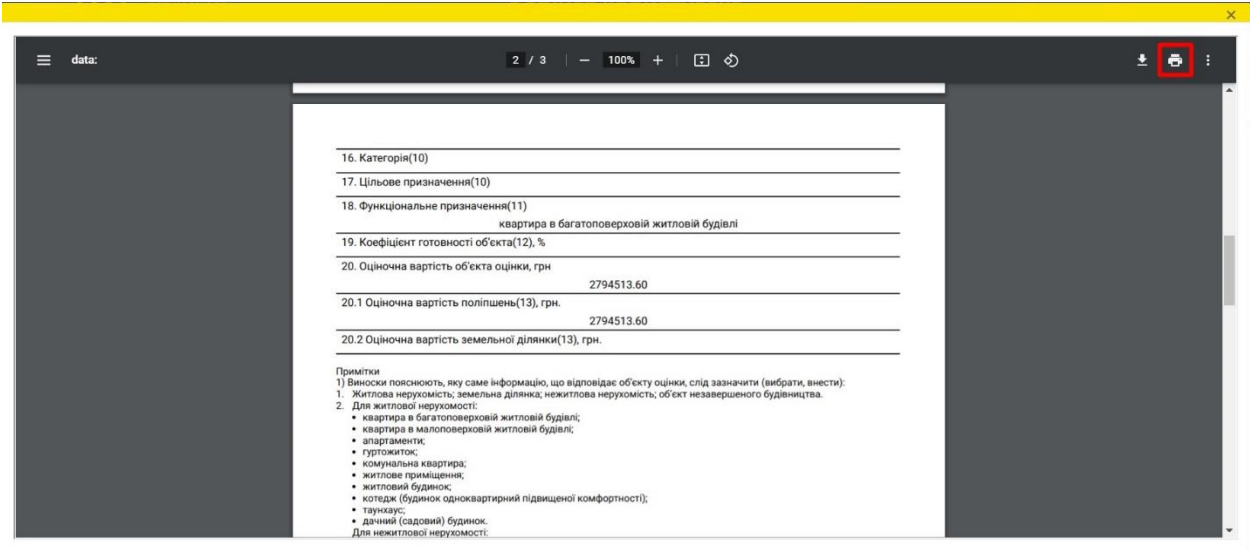 data:
2 / 3
100%
16. Категорія(10)
17. Цільове призначення(10)
18. Функціональне призначення(11)
квартира в багатоповерховій житловій будівлі
19. Коефіцієнт готовності об'єкта(12), %
20. Оціночна вартість об'єкта оцінки, грн
2794513.60
20.1 Оціночна вартість поліпшень(13), грн.
2794513.60
20.2 Оціночна вартість земельної ділянки(13), грн.
Примітки
1) Виноски пояснюють, яку саме інформацію, що відповідає об'єкту оцінки, слід зазначити (вибрати, внести):
1. Житлова нерухомість; земельна ділянка; нежитлова нерухомість; об'єкт незавершеного будівництва.
2. Для житлової нерухомості:
• квартира в багатоповерховій житловій будівлі;
• квартира в малоповерховій житловій будівлі;
• апартаменти;
• гуртожиток;
• комунальна квартира;
• житлове приміщення;
• житловий будинок;
• котедж (будинок одноквартирний підвищеної комфортності);
• таунхаус;
• дачний (садовий) будинок.
Для нежитлової нерухомості: